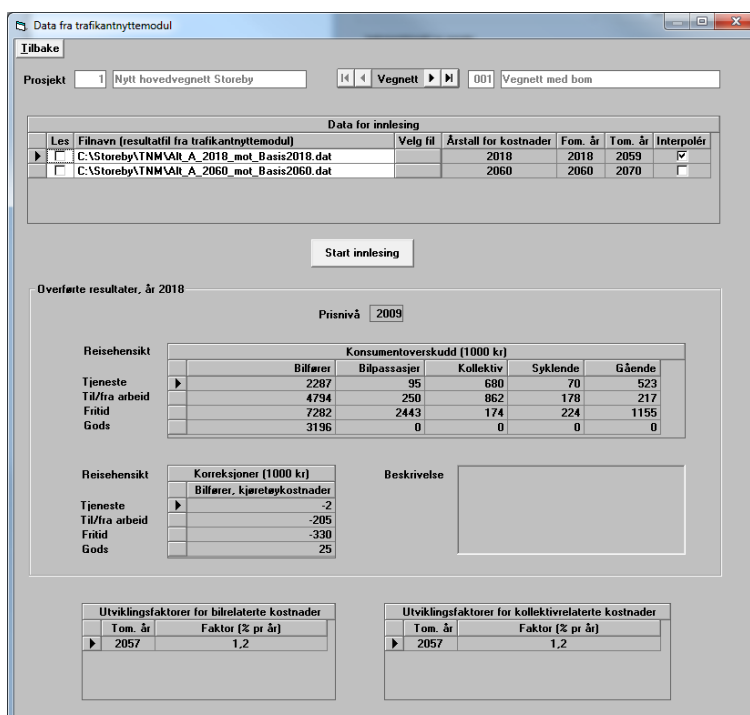 Data fra trafikantnyttemodul
Tilbake
Prosjekt 1 Nytt hovedvegnett Storeby Vegnett 001 Vegnett med bom
Data for innlesing
Les Filnavn (resultatfil fra trafikantnyttemodul) Velg fil Årstall for kostnader Fom. år Tom. år Interpolér
C:\Storeby\TNM\Alt_A_2018_mot_Basis2018.dat 2018 2018 2059
C:\Storeby\TNM\Alt_A_2060_mot_Basis2060.dat 2060 2060 2070
Start innlesing
Overførte resultater, år 2018
Prisnivå 2009
Reisehensikt Konsumentoverskudd (1000 kr)
Bilfører Bilpassasjer Kollektiv Syklende Gående
Tjeneste 2287 95 680 70 523
Til/fra arbeid 4794 250 862 178 217
Fritid 7282 2443 174 224 1155
Gods 3196 0 0 0 0
Reisehensikt Korreksjoner (1000 kr) Beskrivelse
Bilfører, kjøretøykostnader
Tjeneste -2
Til/fra arbeid -205
Fritid -330
Gods 25
Utviklingsfaktorer for bilrelaterte kostnader Utviklingsfaktorer for kollektivrelaterte kostnader
Tom. år Faktor (% pr år) Tom. år Faktor (% pr år)
2057 1,2 2057 1,2